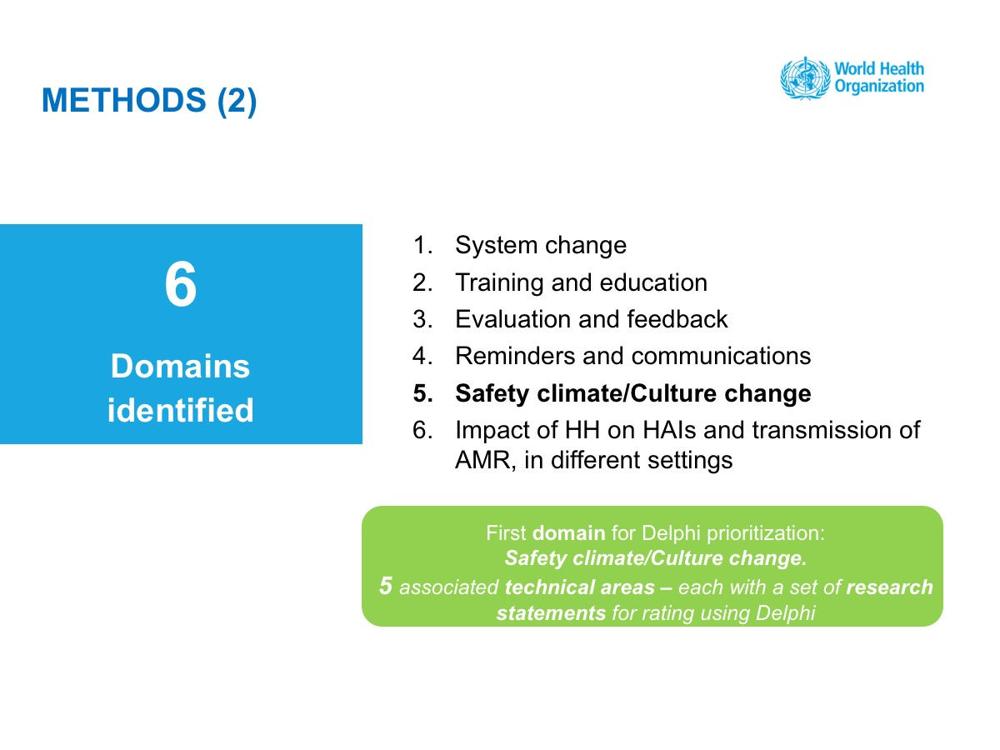 METHODS (2)
World Health
Organization
6
Domains
identified
1. System change
2. Training and education
3. Evaluation and feedback
4. Reminders and communications
5. Safety climate/Culture change
6. Impact of HH on HAIs and transmission of
AMR, in different settings
First domain for Delphi prioritization:
Safety climate/Culture change.
5 associated technical areas – each with a set of research
statements for rating using Delphi